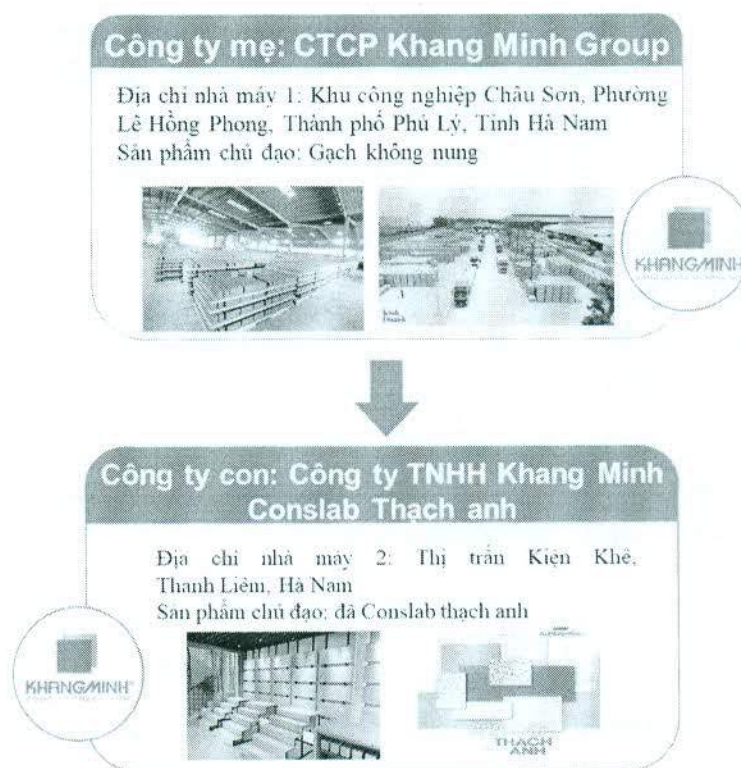 Công ty mẹ: CTCP Khang Minh Group
Địa chỉ nhà máy 1: Khu công nghiệp Châu Sơn, Phường
Lê Hồng Phong, Thành phố Phủ Lý, Tỉnh Hà Nam
Sản phẩm chủ đạo: Gạch không nung
KHANGMINH
Công ty con: Công ty TNHH Khang Minh
Conslab Thạch anh
Địa chỉ nhà máy 2: Thị trấn Kiện Khê,
Thanh Liêm, Hà Nam
Sản phẩm chủ đạo: đá Conslab thạch anh
KHANGMINH
THẠCH
ANH